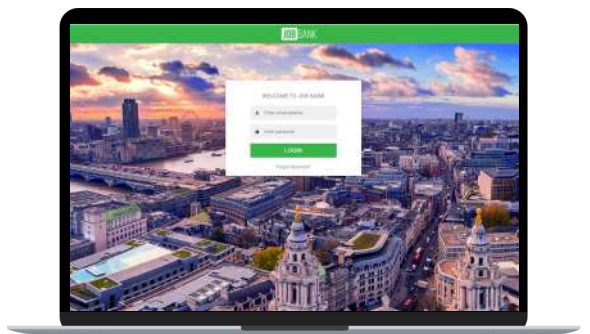 JOB BANK
WELCOME TO JOB BANK
Enter email address
Enter password
LOGIN
Forgot Password?